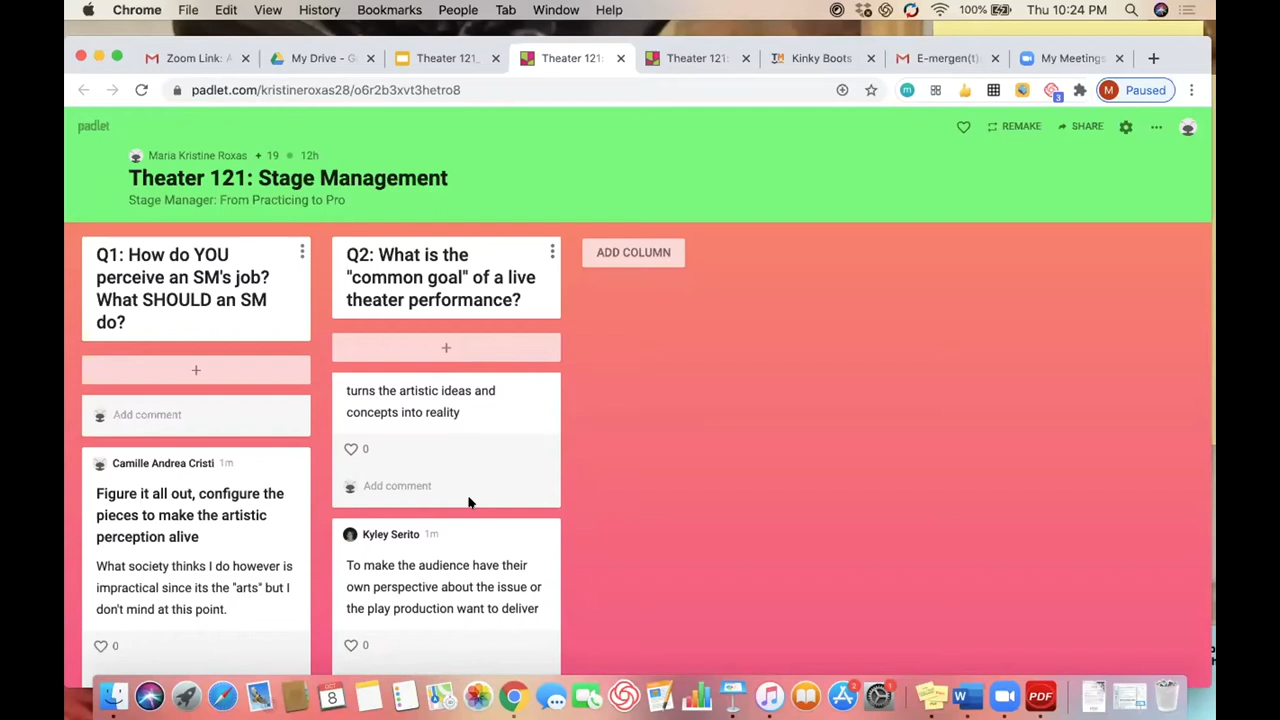 Chrome File Edit View History Bookmarks People Tab Window Help 100% Thu 10:24 PM
Zoom Link: A My Drive - G Theater 121_ Theater 121: Theater 121: Kinky Boots E-mergen(t) My Meetings
padlet.com/kristineroxas28/o6r2b3xvt3hetro8 3 M Paused
padlet REMAKE SHARE
Maria Kristine Roxas + 19 12h
Theater 121: Stage Management
Stage Manager: From Practicing to Pro
Q1: How do YOU
perceive an SM's job?
What SHOULD an SM
do?
+
Add comment
Camille Andrea Cristi 1m
Figure it all out, configure the
pieces to make the artistic
perception alive
What society thinks I do however is
impractical since its the "arts" but I
don't mind at this point.
0
Q2: What is the
"common goal" of a live
theater performance?
+
turns the artistic ideas and
concepts into reality
0
Add comment
Kyley Serito 1m
To make the audience have their
own perspective about the issue or
the play production want to deliver
0
ADD COLUMN
OCT
8
2
1
PDF